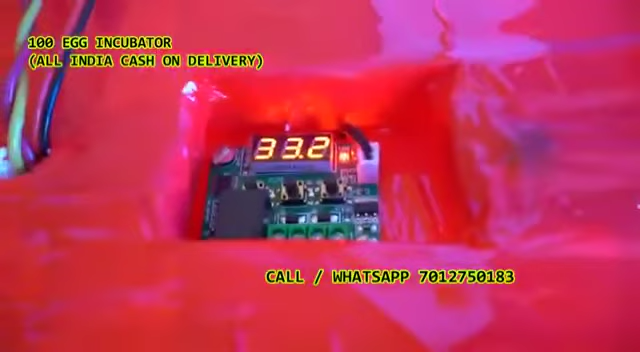 100 EGG INCUBATOR
(ALL INDIA CASH ON DELIVERY)
33.2
CALL / WHATSAPP 7012750183